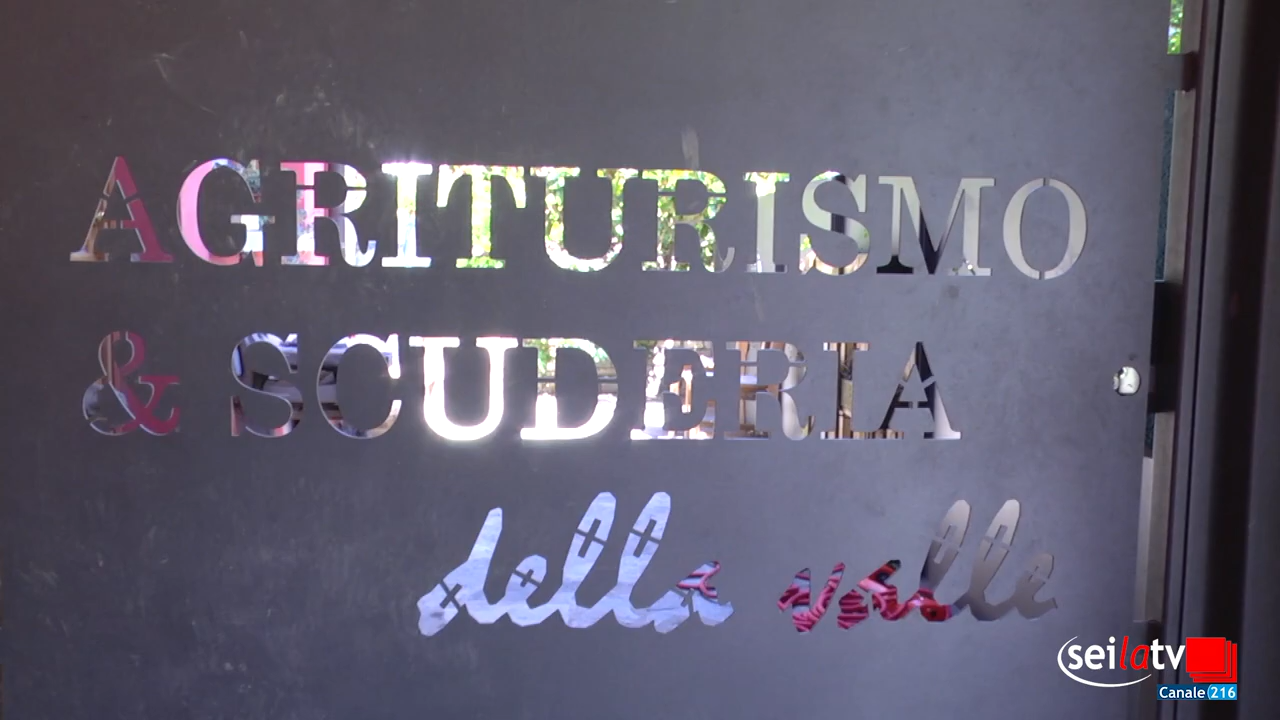 AGRITURISMO
& SCUDERIA
della valle
seilatv
Canale 216